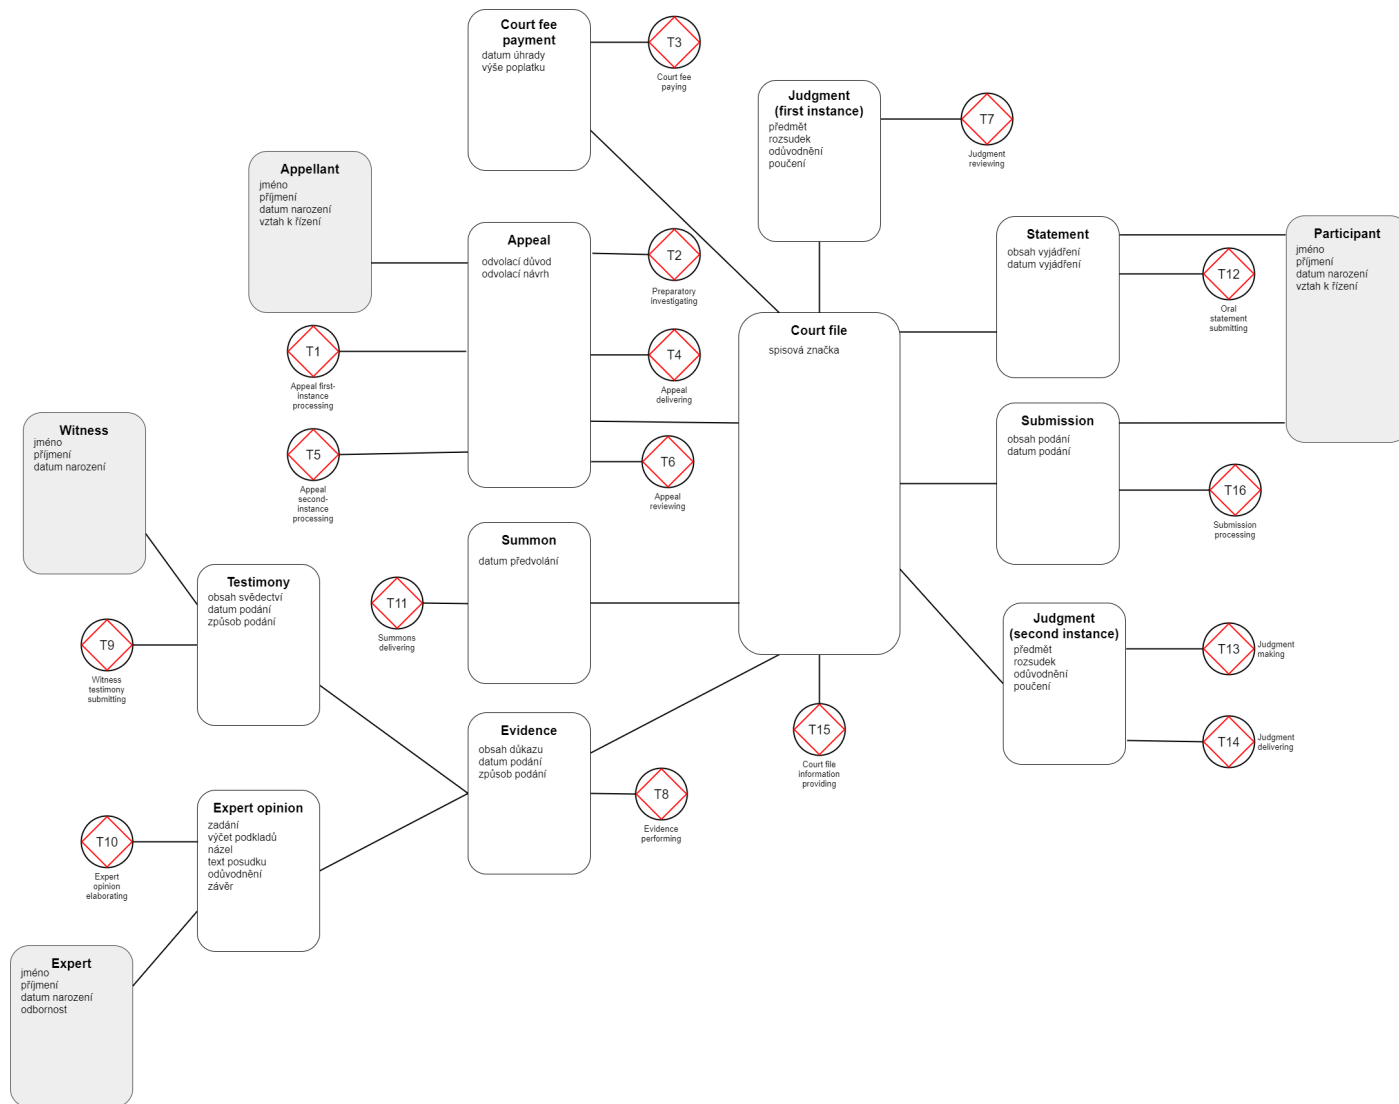 Court fee
payment
datum úhrady
výše poplatku
T3
Court fee
paying
Judgment
(first instance)
předmět
rozsudek
odůvodnění
poučení
T7
Judgment
reviewing
Appellant
jméno
příjmení
datum narození
vztah k řízení
Appeal
odvolací důvod
odvolací návrh
T2
Preparatory
investigating
Statement
obsah vyjádření
datum vyjádření
T12
Oral
statement
submitting
Participant
jméno
příjmení
datum narození
vztah k řízení
T1
Appeal first-
instance
processing
T4
Appeal
delivering
Court file
spisová značka
Witness
jméno
příjmení
datum narození
T5
Appeal
second-
instance
processing
T6
Appeal
reviewing
Submission
obsah podání
datum podání
T16
Submission
processing
Summon
datum předvolání
T11
Summons
delivering
Testimony
obsah svědectví
datum podání
způsob podání
T9
Witness
testimony
submitting
Judgment
(second instance)
předmět
rozsudek
odůvodnění
poučení
T13
Judgment
making
T14
Judgment
delivering
T15
Court file
information
providing
Evidence
obsah důkazu
datum podání
způsob podání
T8
Evidence
performing
Expert opinion
zadání
výčet podkladů
názel
text posudku
odůvodnění
závěr
T10
Expert
opinion
elaborating
Expert
jméno
příjmení
datum narození
odbornost